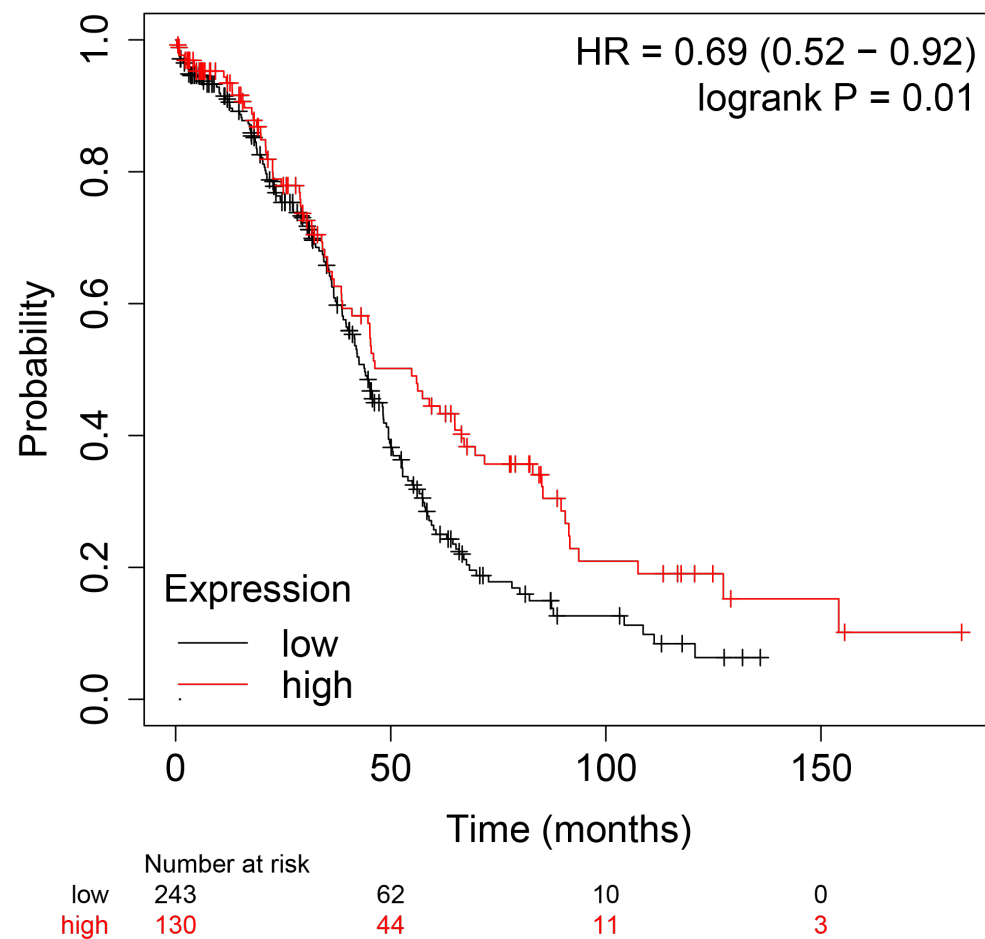 HR = 0.69 (0.52 − 0.92)
logrank P = 0.01
1.0
0.8
0.6
0.4
0.2
0.0
Probability
Expression
low
high
0 50 100 150
Time (months)
Number at risk
low 243 62 10 0
high 130 44 11 3